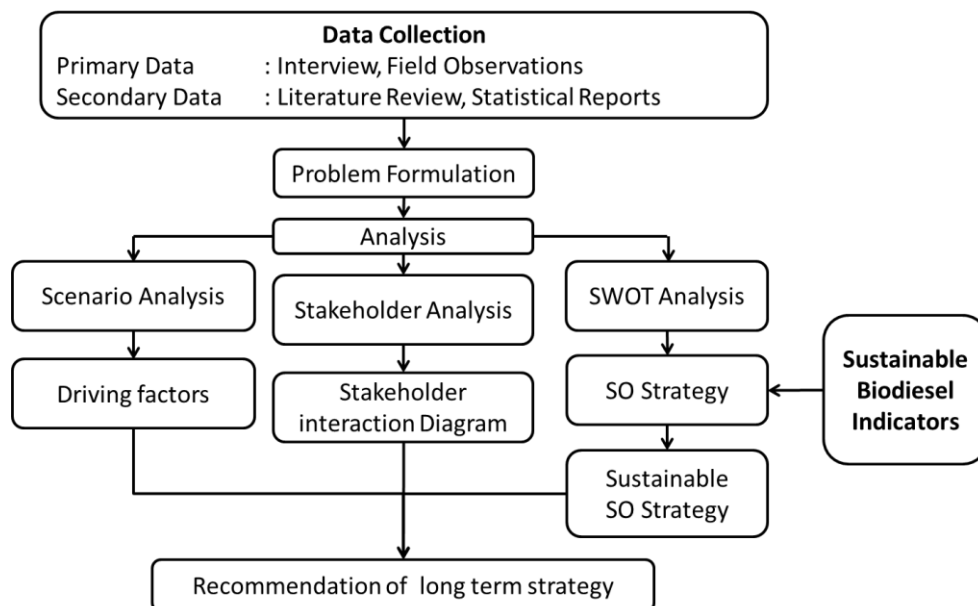 Data Collection
Primary Data : Interview, Field Observations
Secondary Data : Literature Review, Statistical Reports
Problem Formulation
Analysis
Scenario Analysis
Stakeholder Analysis
SWOT Analysis
Driving factors
Stakeholder
interaction Diagram
SO Strategy
Sustainable
Biodiesel
Indicators
Sustainable
SO Strategy
Recommendation of long term strategy